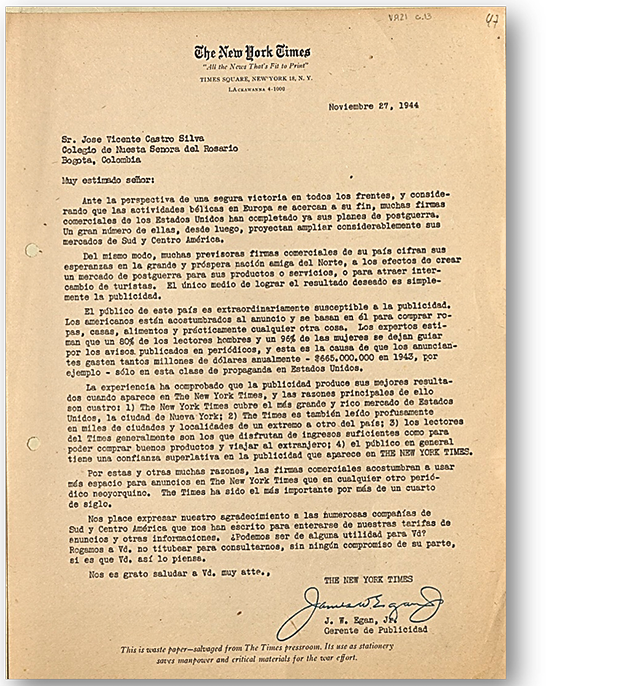 VR21 c.13
47
The New York Times
"All the News That's Fit to Print"
TIMES SQUARE, NEW YORK 18, N. Y.
LAckawanna 4-1000
Noviembre 27, 1944
Sr. Jose Vicente Castro Silva
Colegio de Nuesta Senora del Rosario
Bogota, Colombia
Muy estimado señor:
Ante la perspectiva de una segura victoria en todos los frentes, y conside-
rando que las actividades bélicas en Europa se acercan a su fin, muchas firmas
comerciales de los Estados Unidos han completado ya sus planes de postguerra.
Un gran número de ellas, desde luego, proyectan ampliar considerablemente sus
mercados de Sud y Centro América.
Del mismo modo, muchas previsoras firmas comerciales de su país cifran sus
esperanzas en la grande y próspera nación amiga del Norte, a los efectos de crear
un mercado de postguerra para sus productos o servicios, o para atraer inter-
cambio de turistas. El único medio de lograr el resultado deseado es simple-
mente la publicidad.
El público de este país es extraordinariamente susceptible a la publicidad.
Los americanos están acostumbrados al anuncio y se basan en él para comprar ro-
pas, casas, alimentos y prácticamente cualquier otra cosa. Los expertos esti-
man que un 80% de los lectores hombres y un 96% de las mujeres se dejan guiar
por los avisos publicados en periódicos, y esta es la causa de que los anuncian-
tes gasten tantos millones de dólares anualmente - $665.000.000 en 1943, por
ejemplo - sólo en esta clase de propaganda en Estados Unidos.
La experiencia ha comprobado que la publicidad produce sus mejores resulta-
dos cuando aparece en The New York Times, y las razones principales de ello
son cuatro: 1) The New York Times cubre el más grande y rico mercado de Estados
Unidos, la ciudad de Nueva York; 2) The Times es también leído profusamente
en miles de ciudades y localidades de un extremo a otro del país; 3) los lectores
del Times generalmente son los que disfrutan de ingresos suficientes como para
poder comprar buenos productos y viajar al extranjero; 4) el público en general
tiene una confianza superlativa en la publicidad que aparece en THE NEW YORK TIMES.
Por estas y otras muchas razones, las firmas comerciales acostumbran a usar
más espacio para anuncios en The New York Times que en cualquier otro perió-
dico neoyorquino. The Times ha sido el más importante por más de un cuarto
de siglo.
Nos place expresar nuestro agradecimiento a las numerosas compañías de
Sud y Centro América que nos han escrito para enterarse de nuestras tarifas de
anuncios y otras informaciones. ¿Podemos ser de alguna utilidad para Vd?
Rogamos a Vd. no titubear para consultarnos, sin ningún compromiso de su parte,
si es que Vd. así lo piensa.
Nos es grato saludar a Vd. muy atte.,
THE NEW YORK TIMES
James W Egan Jr
J. W. Egan, Jr.
Gerente de Publicidad
This is waste paper—salvaged from The Times pressroom. Its use as stationery
saves manpower and critical materials for the war effort.